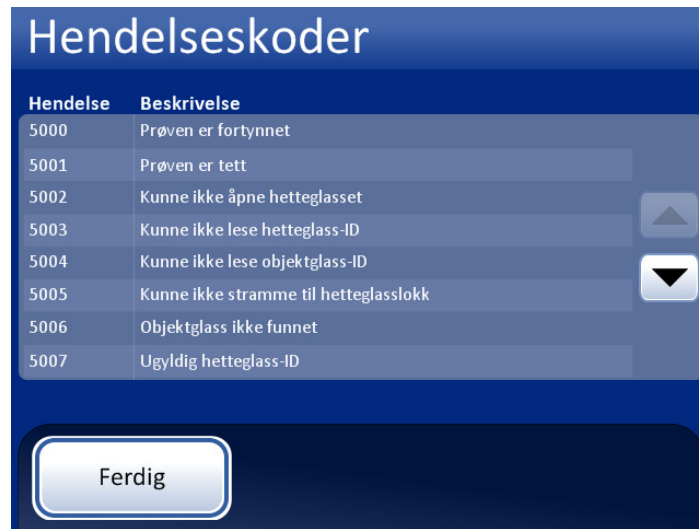 Hendelseskoder
Hendelse Beskrivelse
5000 Prøven er fortynnet
5001 Prøven er tett
5002 Kunne ikke åpne hetteglasset
5003 Kunne ikke lese hetteglass-ID
5004 Kunne ikke lese objektglass-ID
5005 Kunne ikke stramme til hetteglasslokk
5006 Objektglass ikke funnet
5007 Ugyldig hetteglass-ID
Ferdig